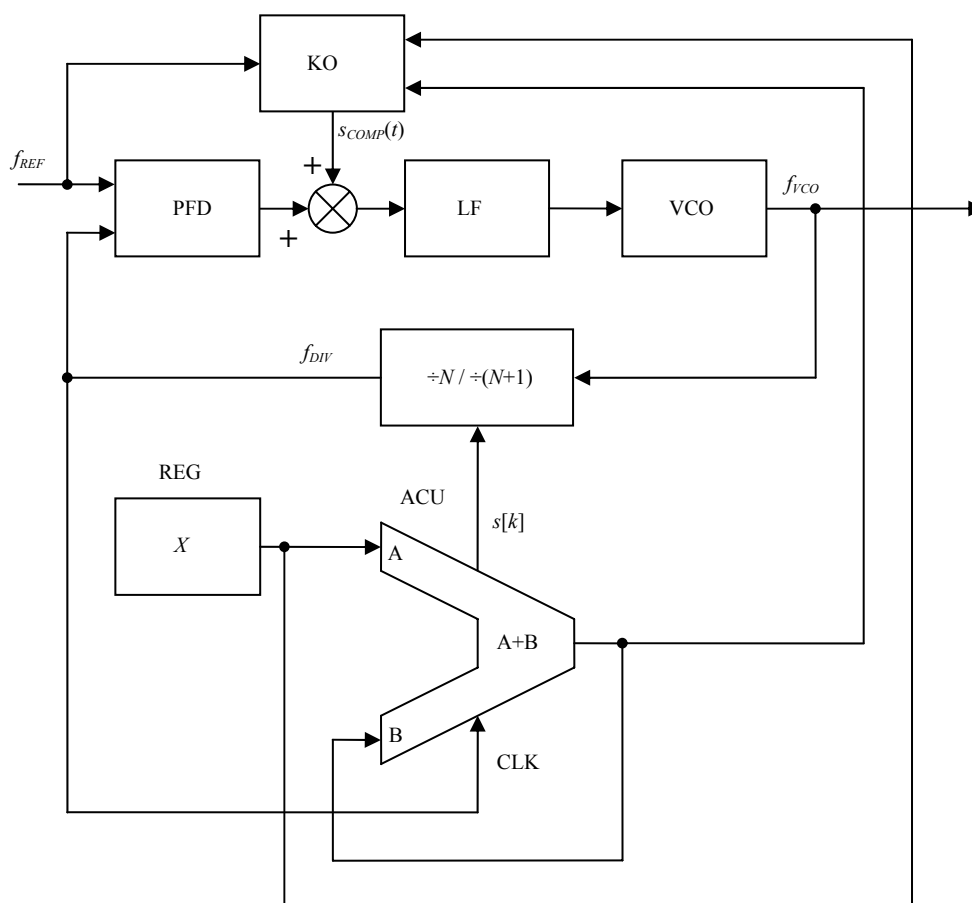 KO
s_COMP(t)
f_REF
+
PFD
+
LF
VCO
f_VCO
f_DIV
÷N / ÷(N+1)
REG
X
ACU
s[k]
A
A+B
B
CLK